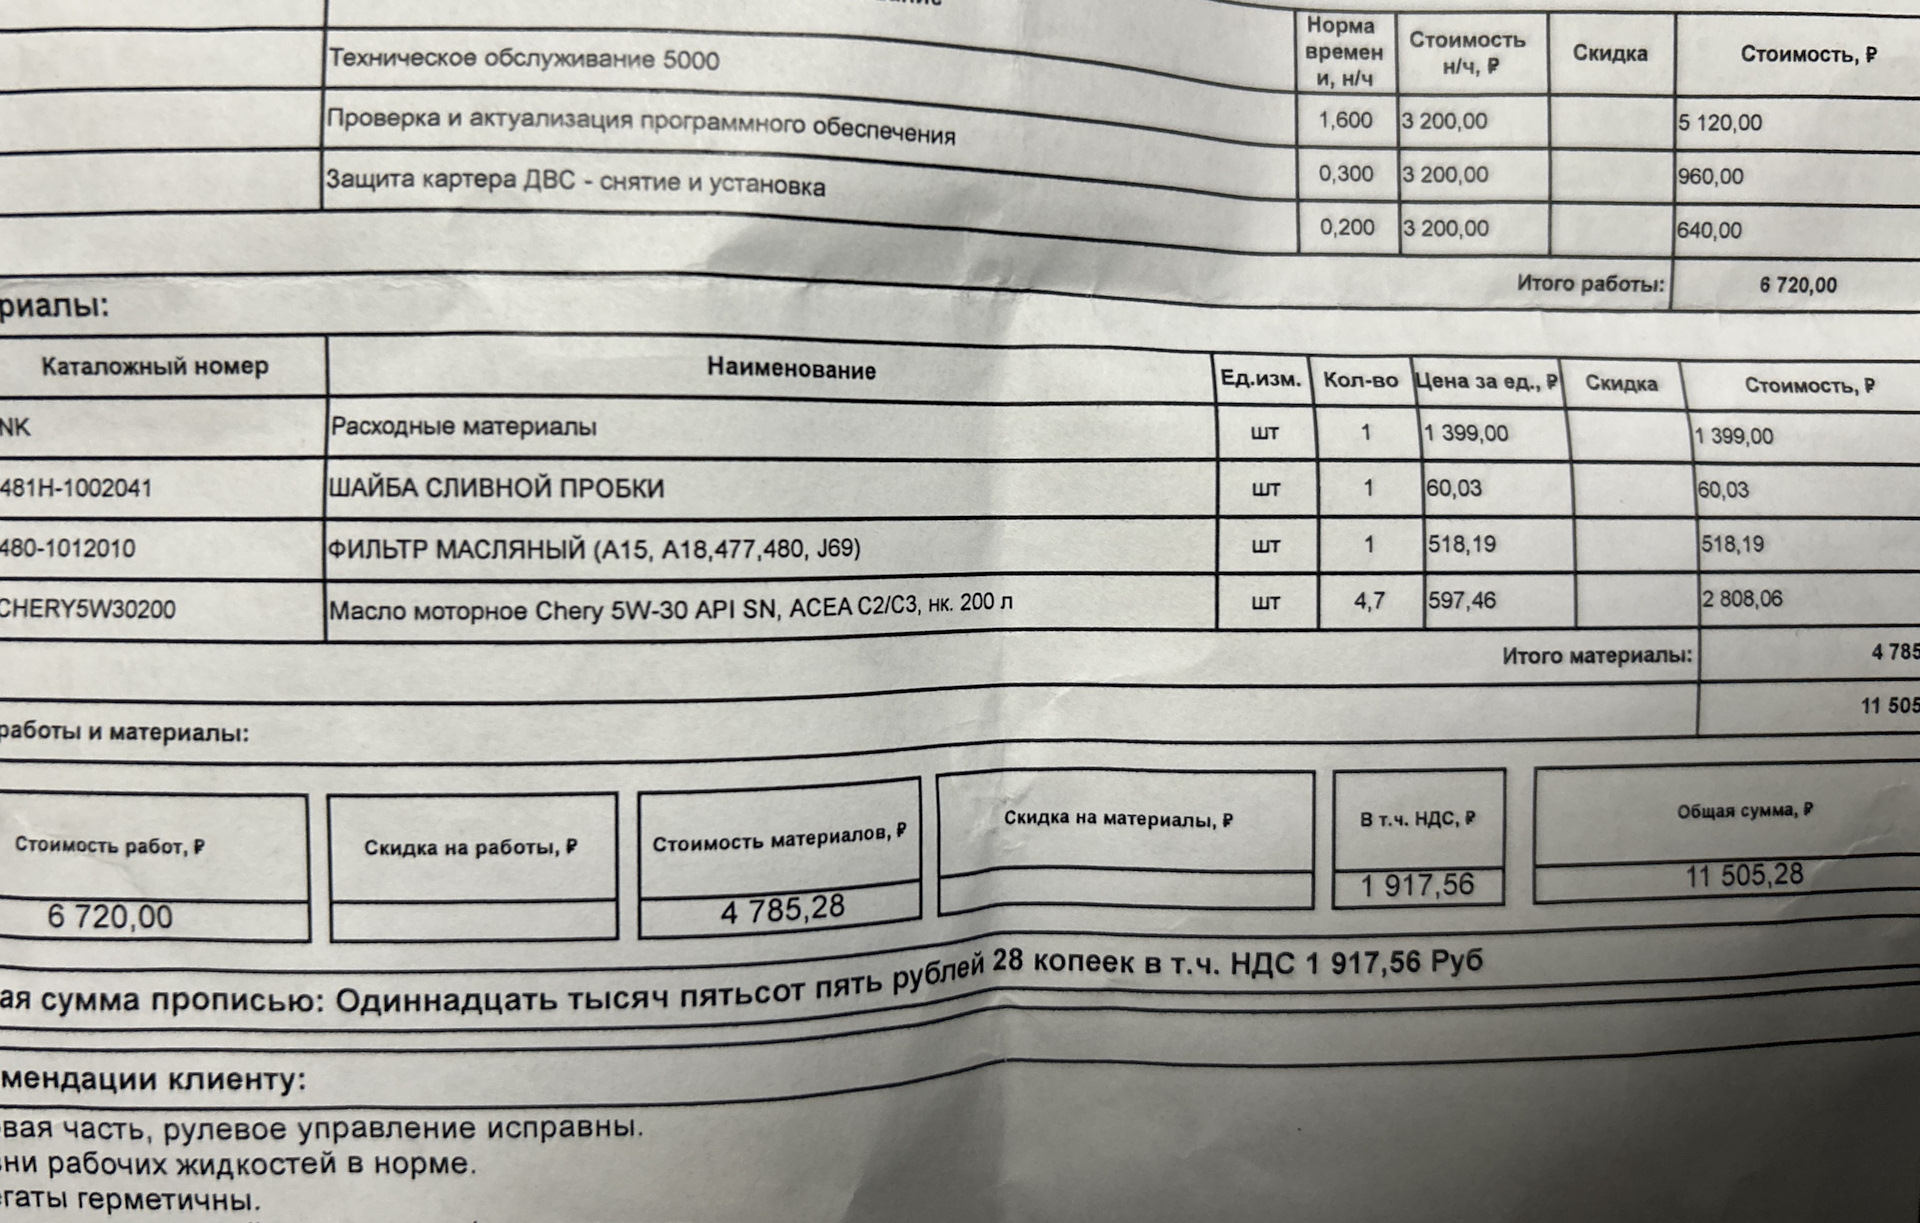 Норма времен и, н/ч Стоимость н/ч, ₽ Скидка Стоимость, ₽
Техническое обслуживание 5000 1,600 3 200,00 5 120,00
Проверка и актуализация программного обеспечения 0,300 3 200,00 960,00
Защита картера ДВС - снятие и установка 0,200 3 200,00 640,00
Итого работы: 6 720,00
риалы:
Каталожный номер Наименование Ед.изм. Кол-во Цена за ед., ₽ Скидка Стоимость, ₽
NK Расходные материалы шт 1 1 399,00 1 399,00
481H-1002041 ШАЙБА СЛИВНОЙ ПРОБКИ шт 1 60,03 60,03
480-1012010 ФИЛЬТР МАСЛЯНЫЙ (A15, A18,477,480, J69) шт 1 518,19 518,19
CHERY5W30200 Масло моторное Chery 5W-30 API SN, ACEA C2/C3, нк. 200 л шт 4,7 597,46 2 808,06
Итого материалы: 4 785
работы и материалы: 11 505
Стоимость работ, ₽ Скидка на работы, ₽ Стоимость материалов, ₽ Скидка на материалы, ₽ В т.ч. НДС, ₽ Общая сумма, ₽
6 720,00 4 785,28 1 917,56 11 505,28
ая сумма прописью: Одиннадцать тысяч пятьсот пять рублей 28 копеек в т.ч. НДС 1 917,56 Руб
мендации клиенту:
вая часть, рулевое управление исправны.
ни рабочих жидкостей в норме.
гаты герметичны.